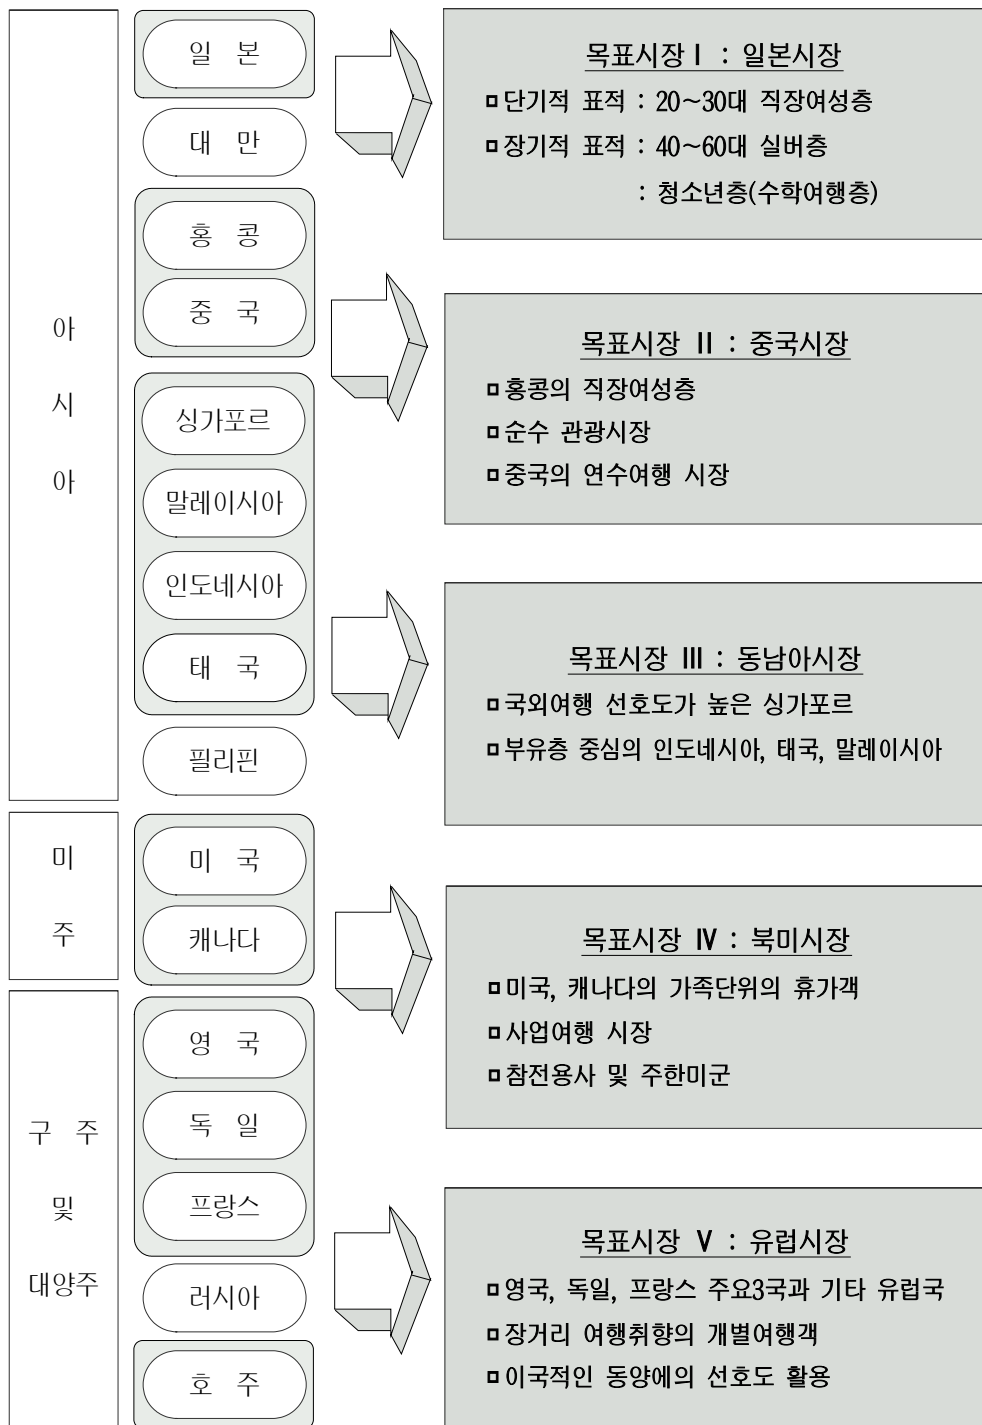 아
시
아
일 본
대 만
홍 콩
중 국
싱가포르
말레이시아
인도네시아
태 국
필리핀
미
주
미 국
캐나다
구 주
및
대양주
영 국
독 일
프랑스
러시아
호 주
목표시장Ⅰ : 일본시장
◘단기적 표적 : 20~30대 직장여성층
◘장기적 표적 : 40~60대 실버층
: 청소년층(수학여행층)
목표시장 Ⅱ : 중국시장
◘홍콩의 직장여성층
◘순수 관광시장
◘중국의 연수여행 시장
목표시장 Ⅲ : 동남아시장
◘국외여행 선호도가 높은 싱가포르
◘부유층 중심의 인도네시아, 태국, 말레이시아
목표시장 Ⅳ : 북미시장
◘미국, 캐나다의 가족단위의 휴가객
◘사업여행 시장
◘참전용사 및 주한미군
목표시장 Ⅴ : 유럽시장
◘영국, 독일, 프랑스 주요3국과 기타 유럽국
◘장거리 여행취향의 개별여행객
◘이국적인 동양에의 선호도 활용